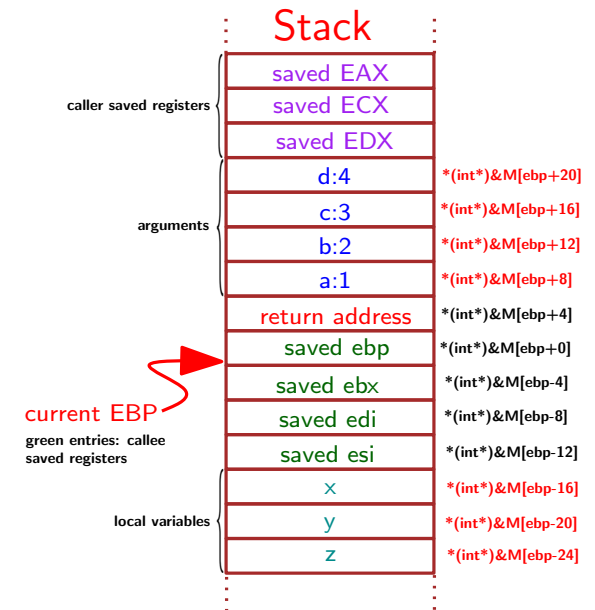 Stack
saved EAX
caller saved registers
saved ECX
saved EDX
d:4 *(int*)&M[ebp+20]
c:3 *(int*)&M[ebp+16]
arguments
b:2 *(int*)&M[ebp+12]
a:1 *(int*)&M[ebp+8]
return address *(int*)&M[ebp+4]
saved ebp *(int*)&M[ebp+0]
saved ebx *(int*)&M[ebp-4]
current EBP
saved edi *(int*)&M[ebp-8]
green entries: callee
saved registers
saved esi *(int*)&M[ebp-12]
x *(int*)&M[ebp-16]
local variables
y *(int*)&M[ebp-20]
z *(int*)&M[ebp-24]